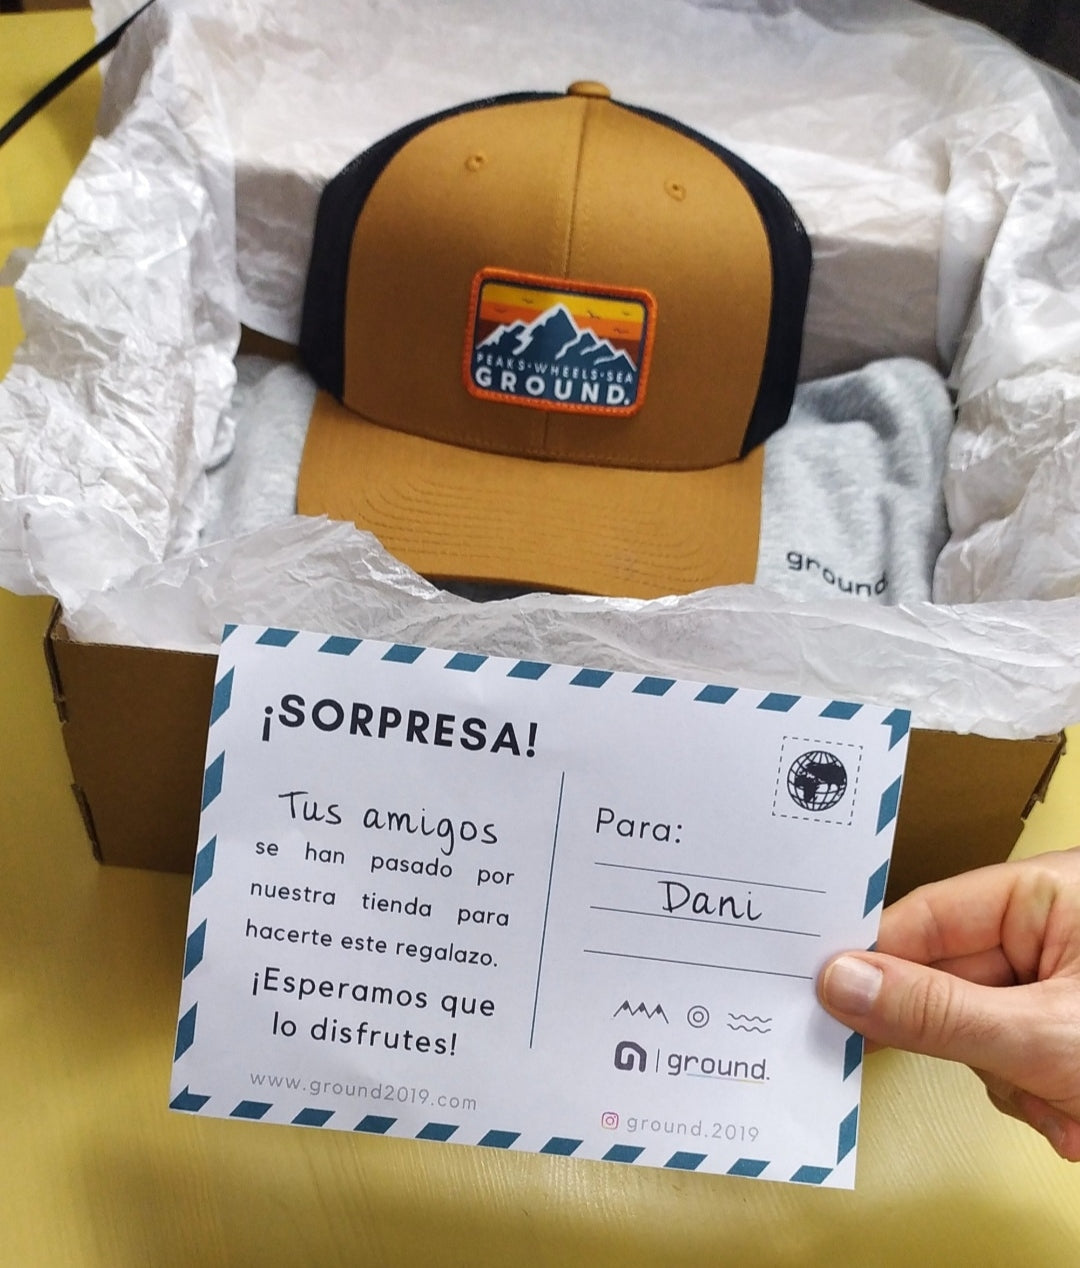 PEAKS·WHEELS·SEA
GROUND.
ground.
¡SORPRESA!
Tus amigos
se han pasado por
nuestra tienda para
hacerte este regalazo.
¡Esperamos que
lo disfrutes!
www.ground2019.com
Para:
Dani
ground.
ground.2019